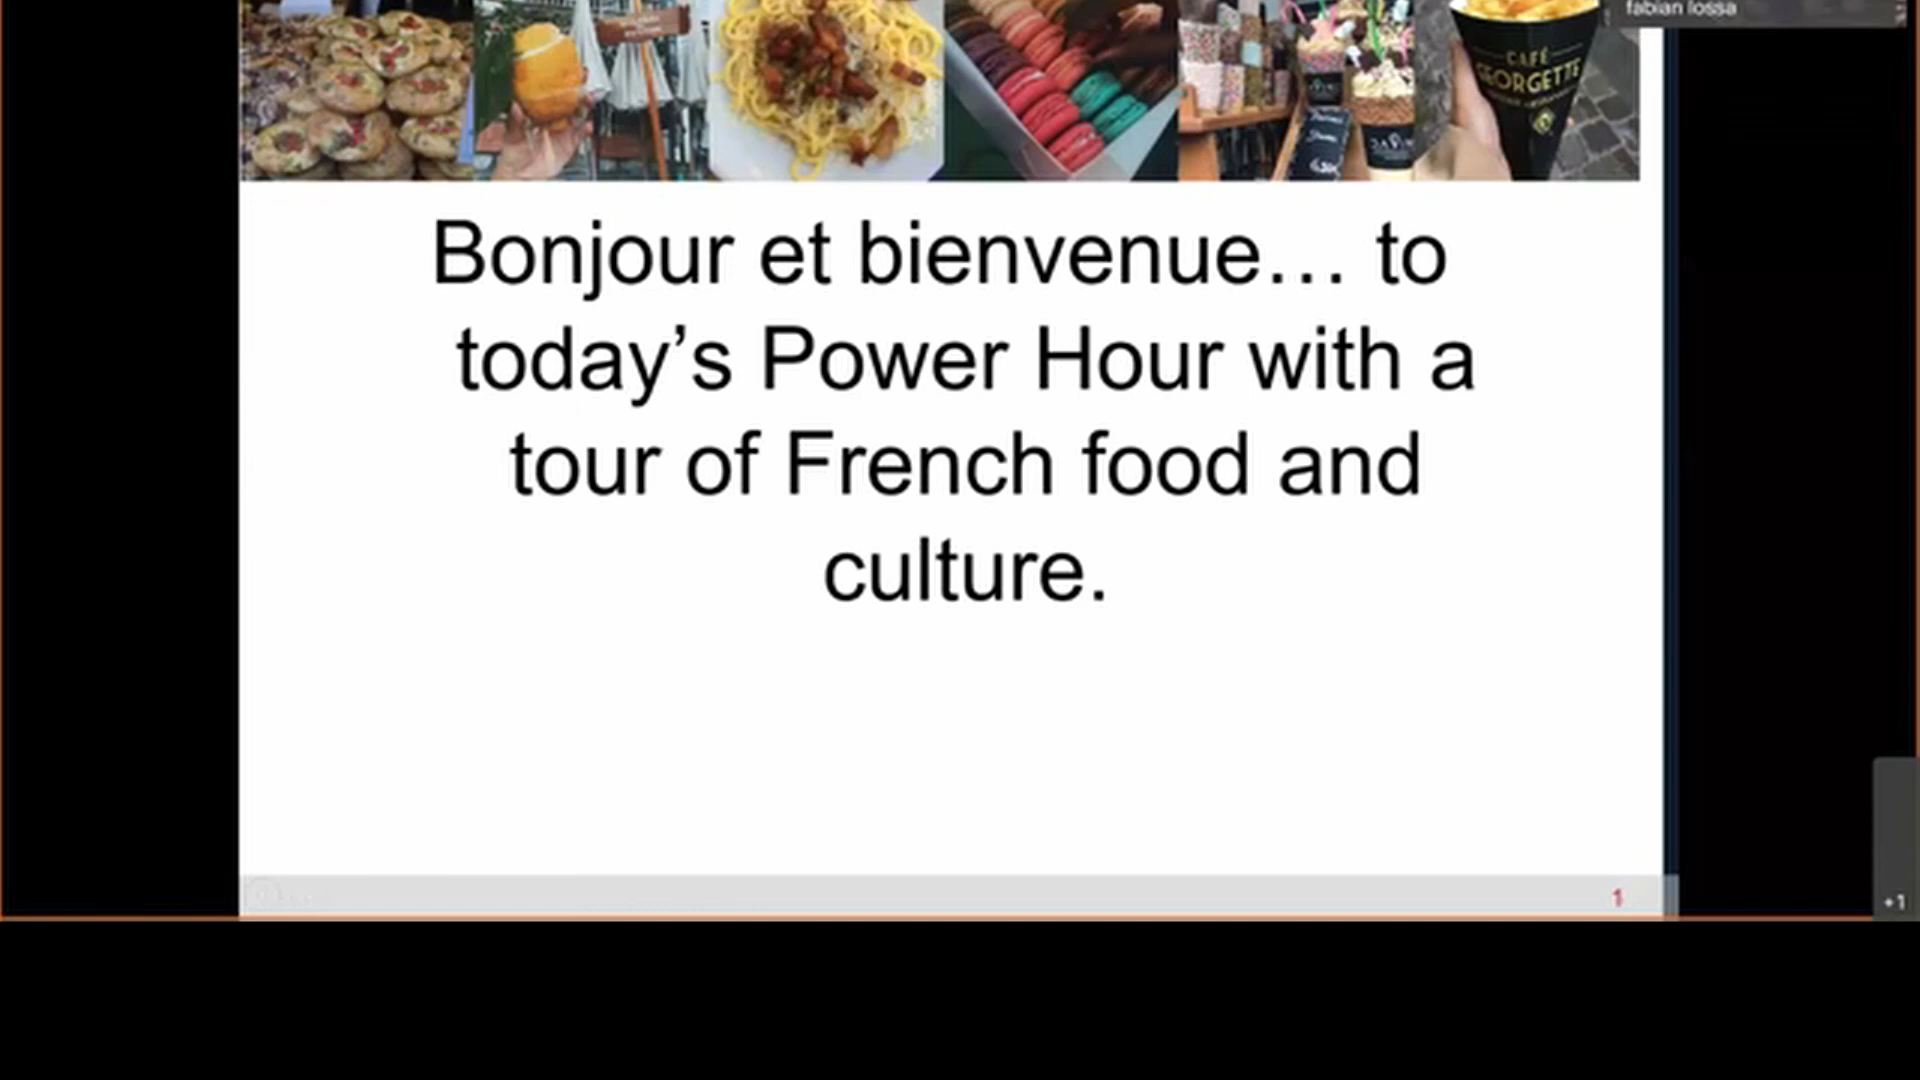 fabian lossa
CAFÉ
GEORGETTE
Bonjour et bienvenue… to
today’s Power Hour with a
tour of French food and
culture.
1
+1